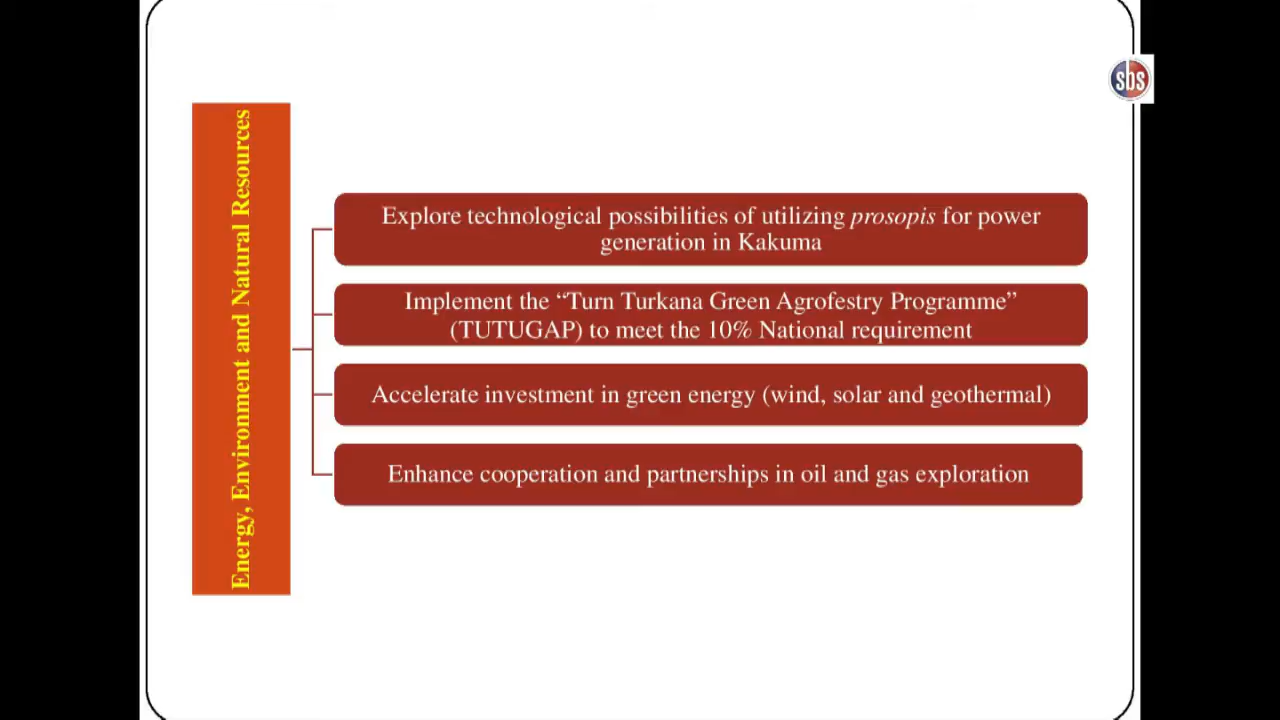 sbs
Energy, Environment and Natural Resources
Explore technological possibilities of utilizing prosopis for power
generation in Kakuma
Implement the “Turn Turkana Green Agrofestry Programme”
(TUTUGAP) to meet the 10% National requirement
Accelerate investment in green energy (wind, solar and geothermal)
Enhance cooperation and partnerships in oil and gas exploration